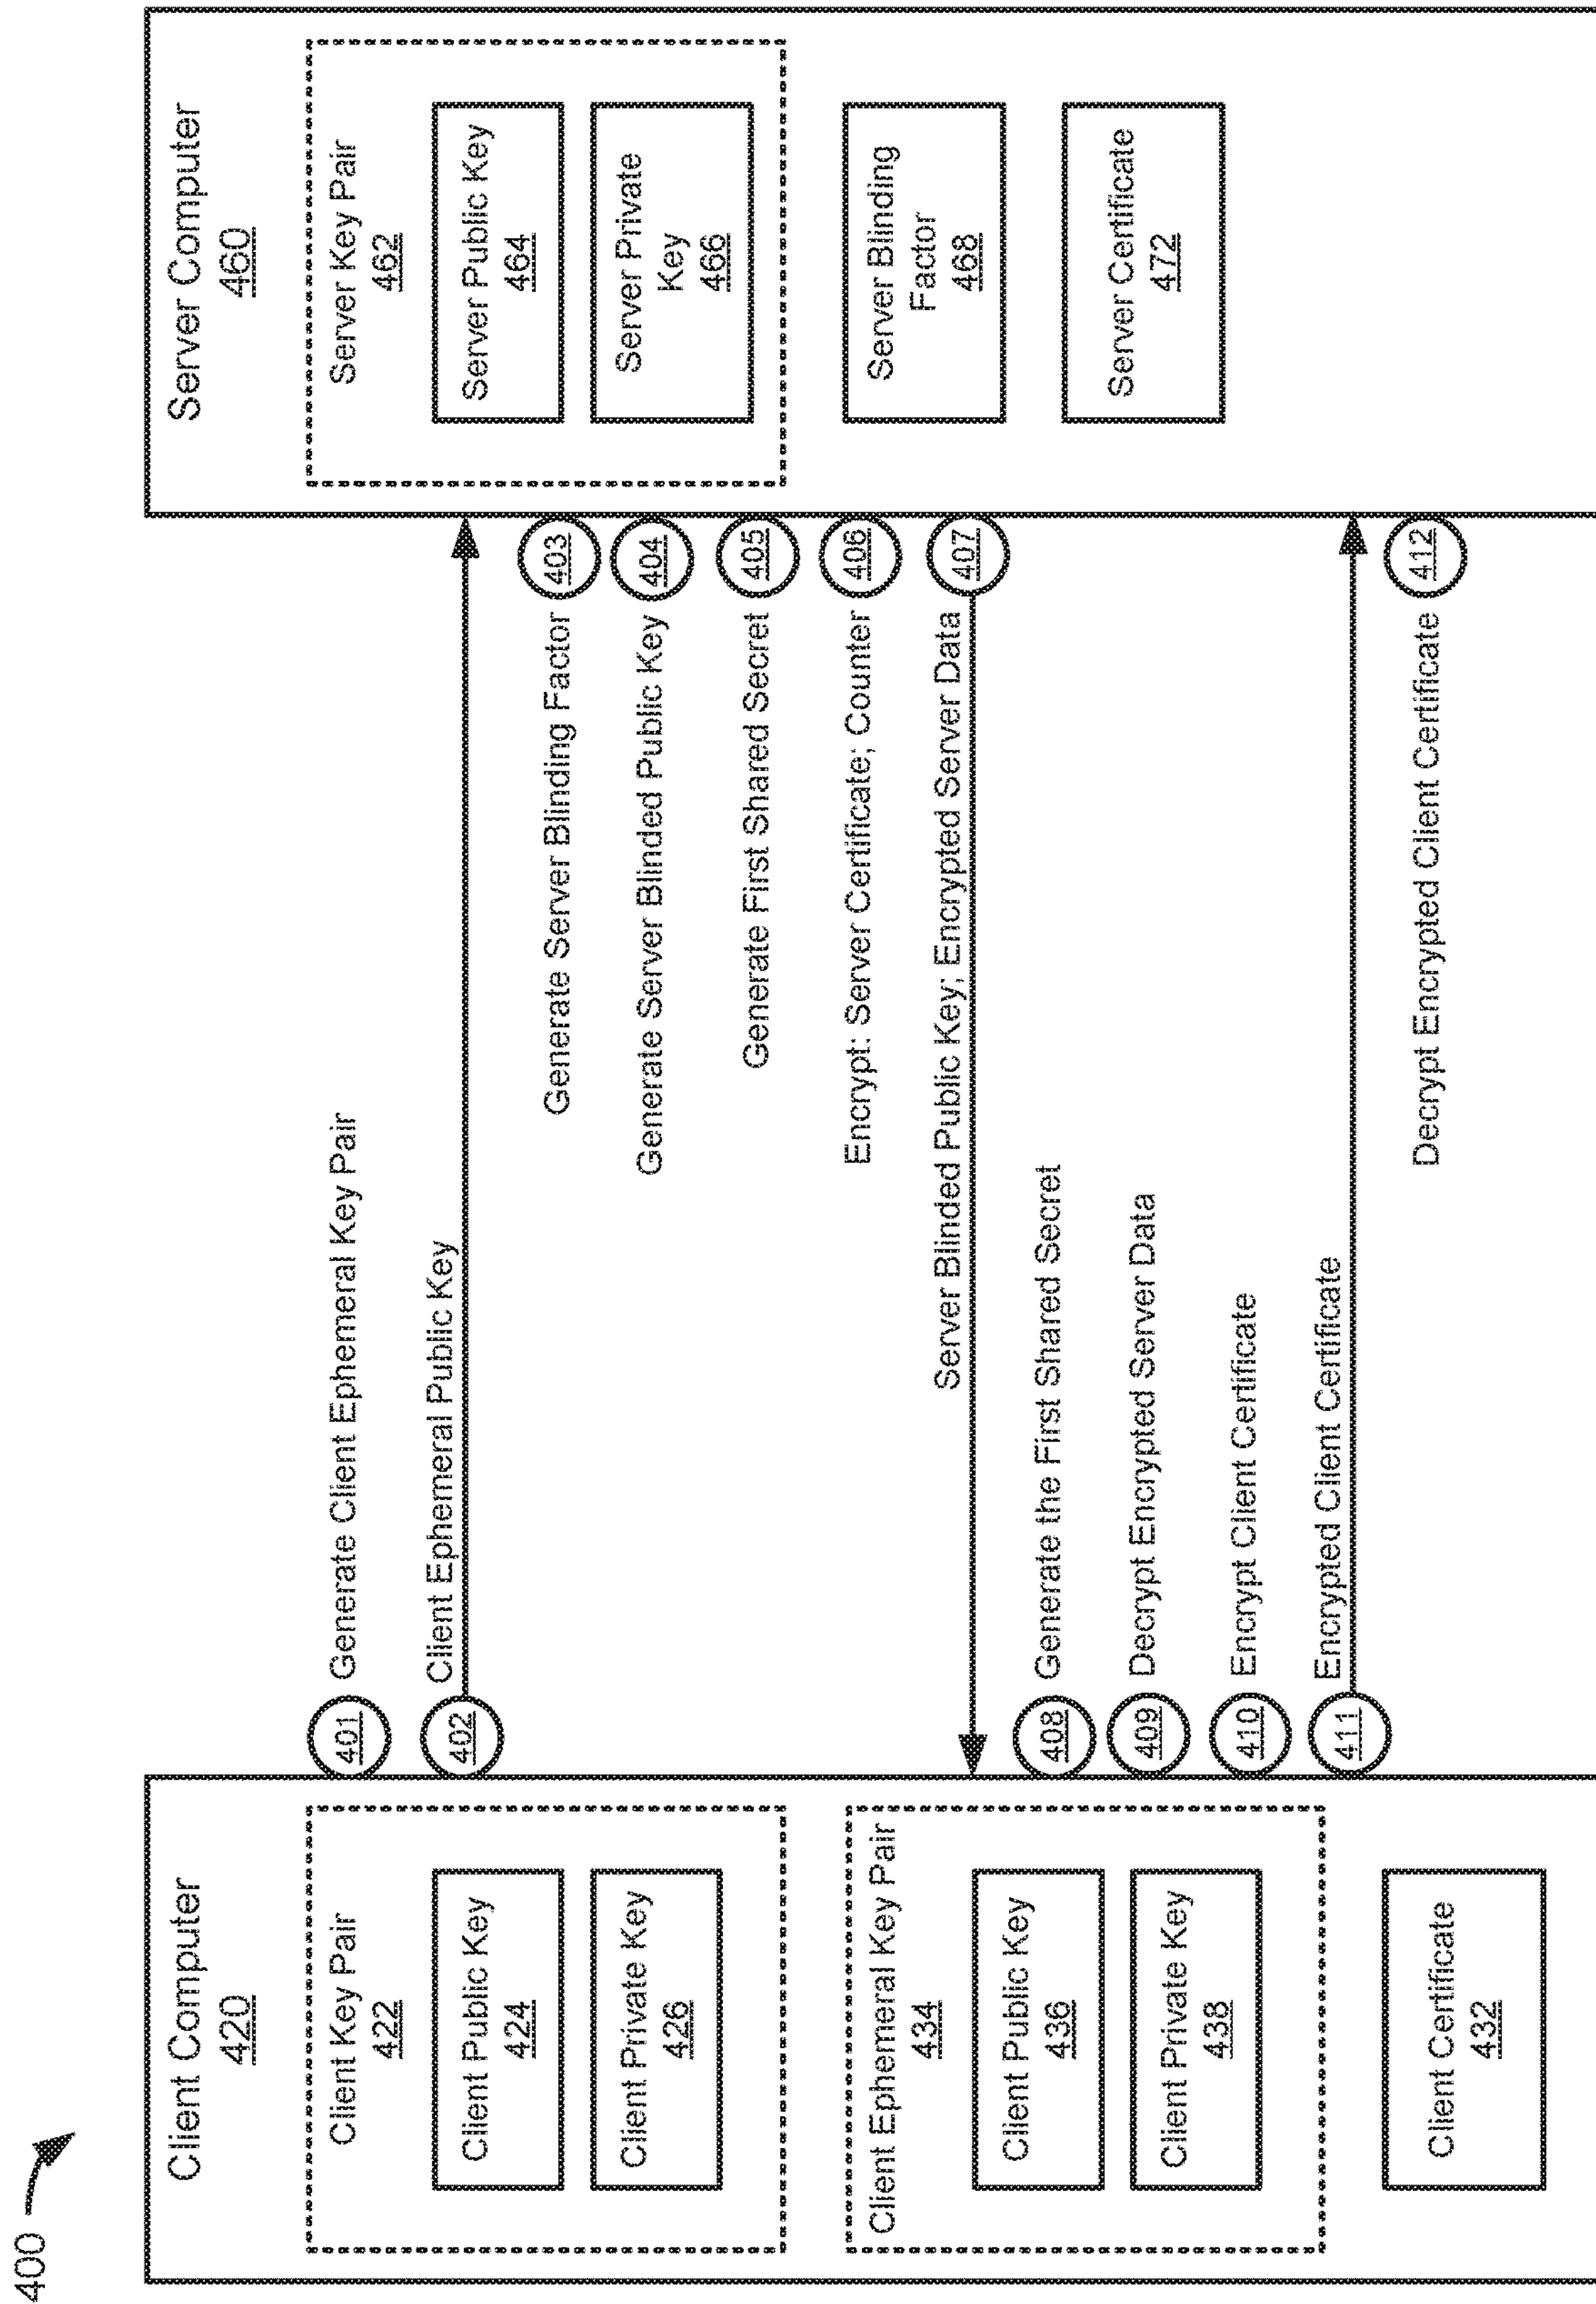 400
Client Computer
420
Client Key Pair
422
Client Public Key
424
Client Private Key
426
Client Ephemeral Key Pair
434
Client Public Key
436
Client Private Key
438
Client Certificate
432
401 Generate Client Ephemeral Key Pair
Client Ephemeral Public Key
402
Generate Server Blinding Factor 403
Generate Server Blinded Public Key 404
Generate First Shared Secret 405
Encrypt: Server Certificate; Counter 406
Server Blinded Public Key; Encrypted Server Data
407
408 Generate the First Shared Secret
409 Decrypt Encrypted Server Data
410 Encrypt Client Certificate
Encrypted Client Certificate
411
Decrypt Encrypted Client Certificate 412
Server Computer
460
Server Key Pair
462
Server Public Key
464
Server Private
Key
466
Server Blinding
Factor
468
Server Certificate
472